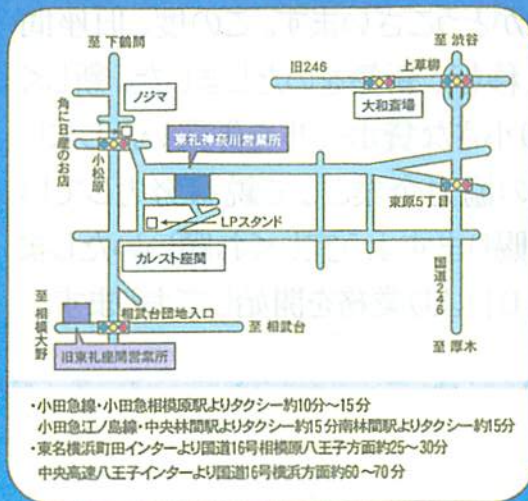 至 下鶴間
至 渋谷
旧246
上草柳
ノジマ
大和斎場
角に日産のお店
小松原
東礼神奈川営業所
東原5丁目
LPスタンド
カレスト座間
国道246
至 相模大野
相武台団地入口
至 相武台
旧東礼座間営業所
至 厚木
・小田急線・小田急相模原駅よりタクシー約10分～15分
小田急江ノ島線・中央林間駅よりタクシー約15分南林間駅よりタクシー約15分
・東名横浜町田インターより国道16号相模原八王子方面約25～30分
中央高速八王子インターより国道16号横浜方面約60～70分